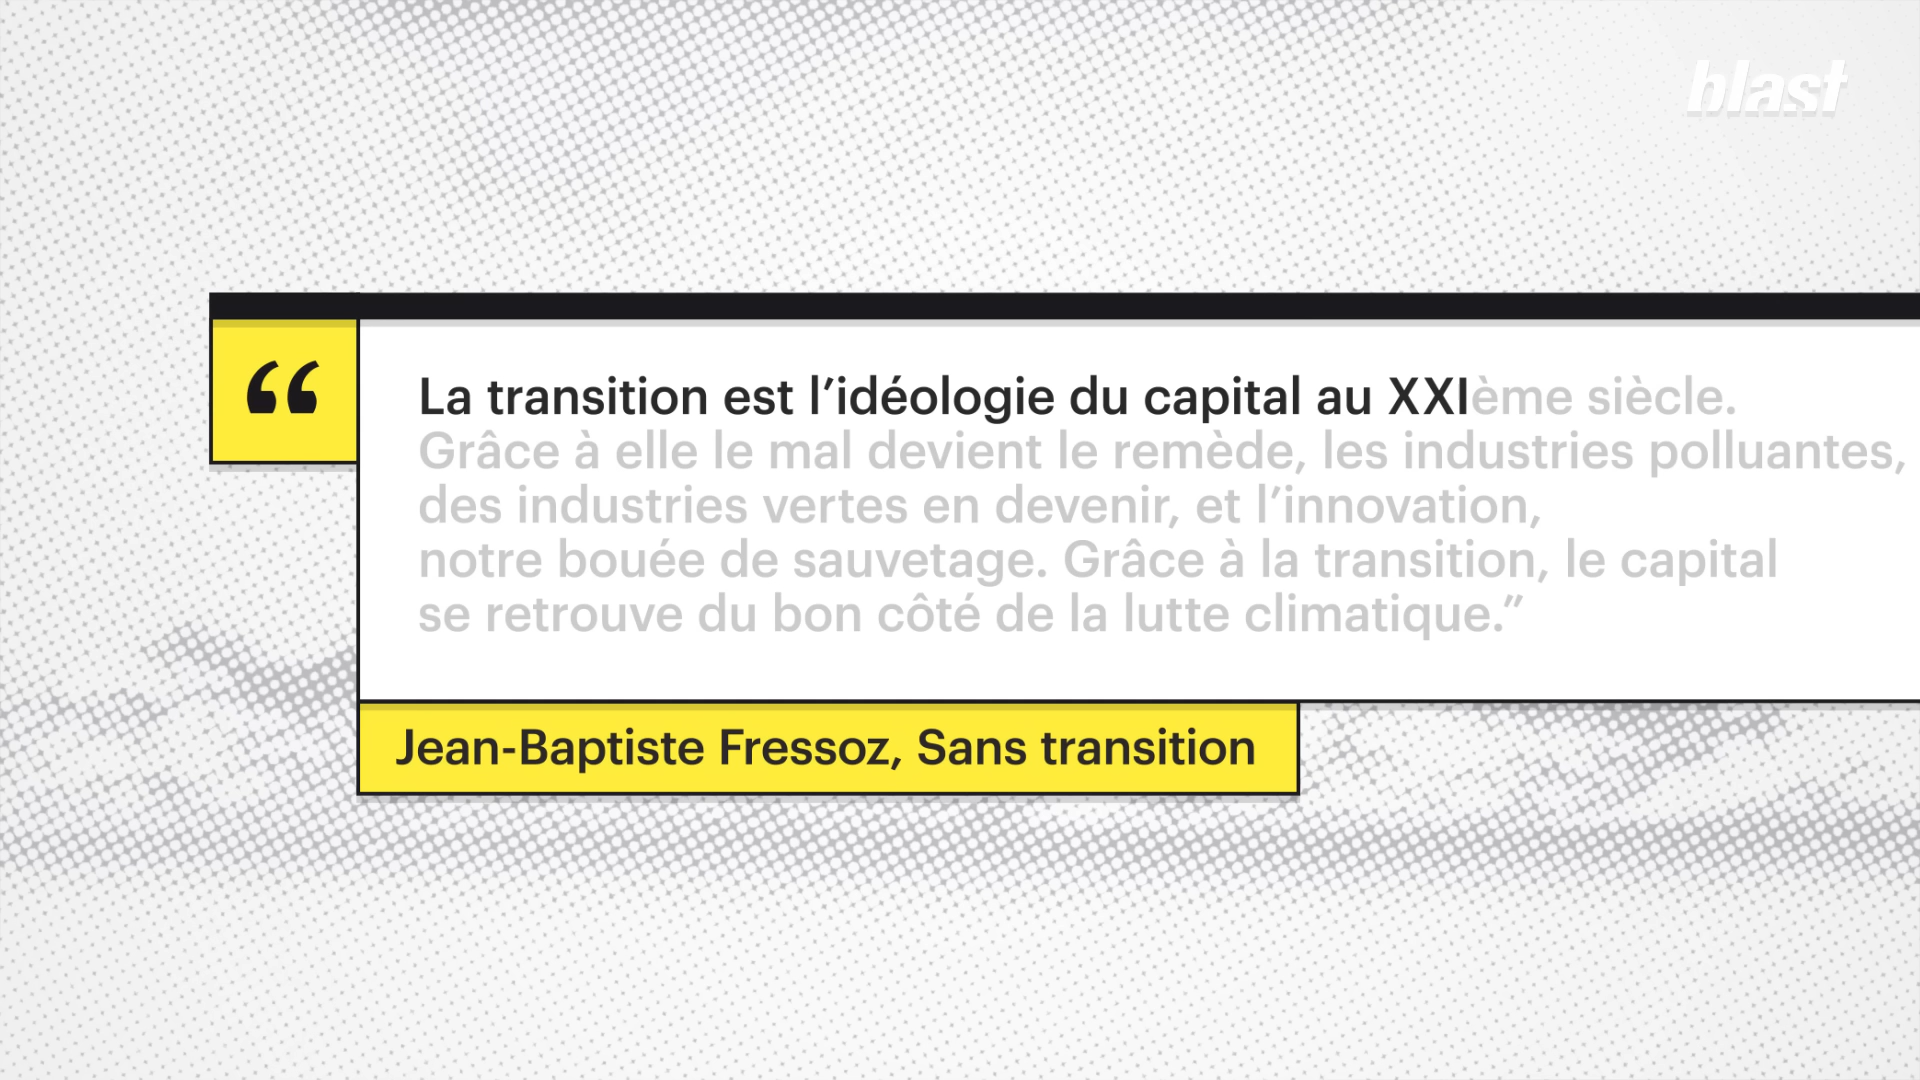 blast
“
La transition est l’idéologie du capital au XXIème siècle.
Grâce à elle le mal devient le remède, les industries polluantes,
des industries vertes en devenir, et l’innovation,
notre bouée de sauvetage. Grâce à la transition, le capital
se retrouve du bon côté de la lutte climatique.”
Jean-Baptiste Fressoz, Sans transition